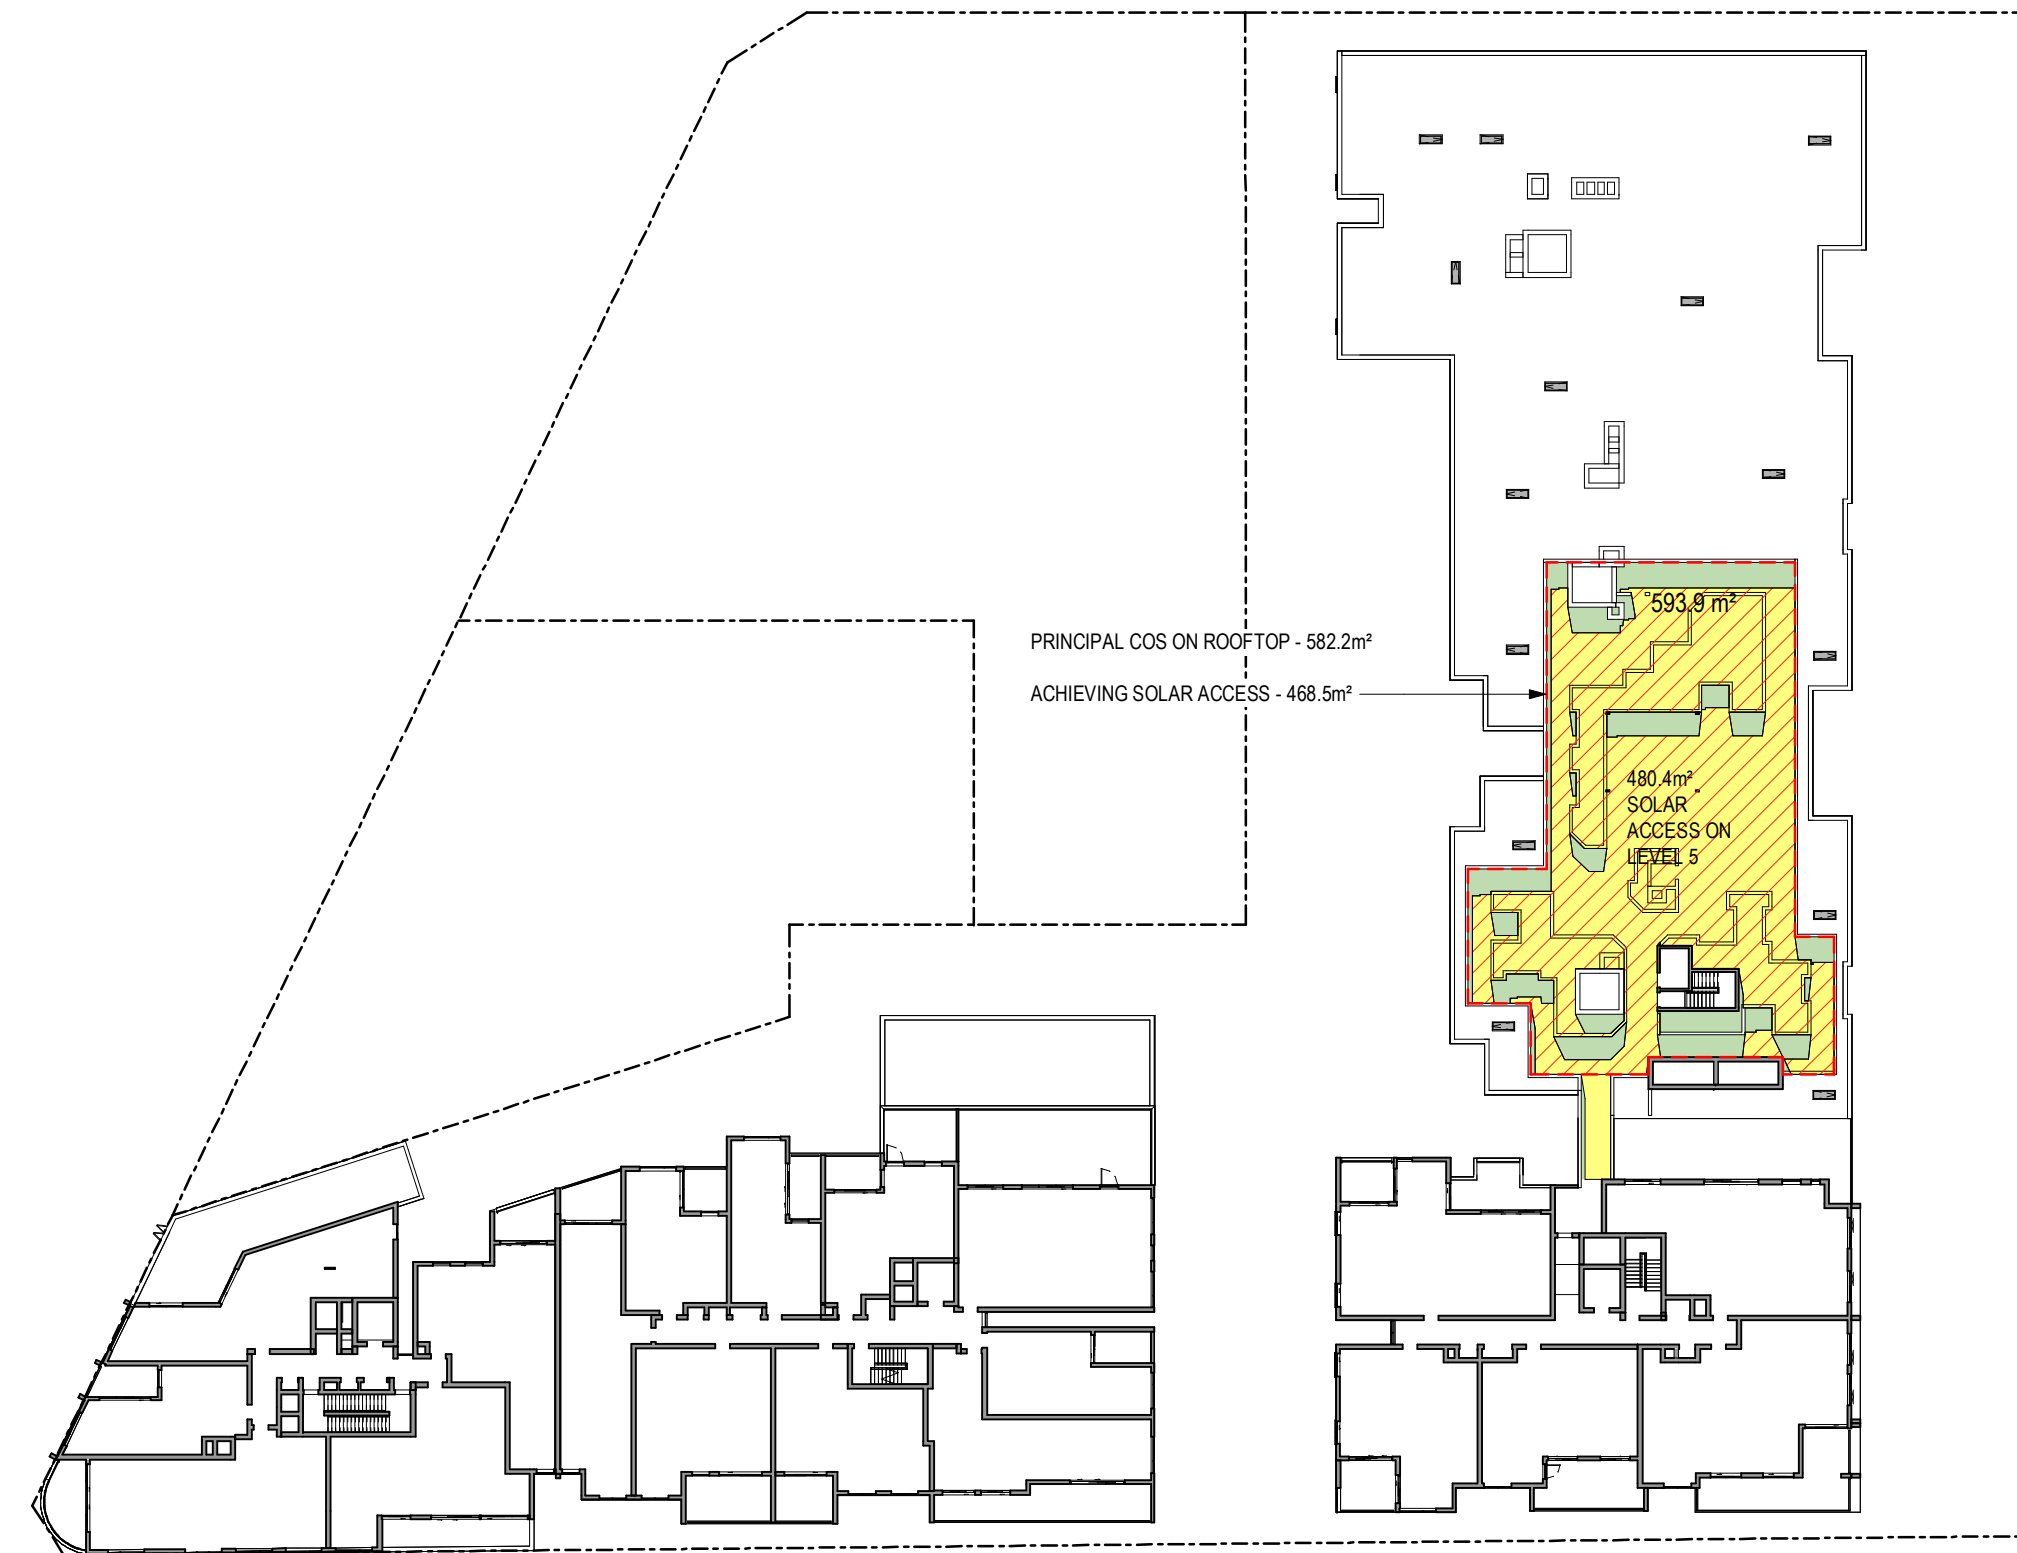 593.9 m²
PRINCIPAL COS ON ROOFTOP - 582.2m²
ACHIEVING SOLAR ACCESS - 468.5m²
480.4m²
SOLAR
ACCESS ON
LEVEL 5